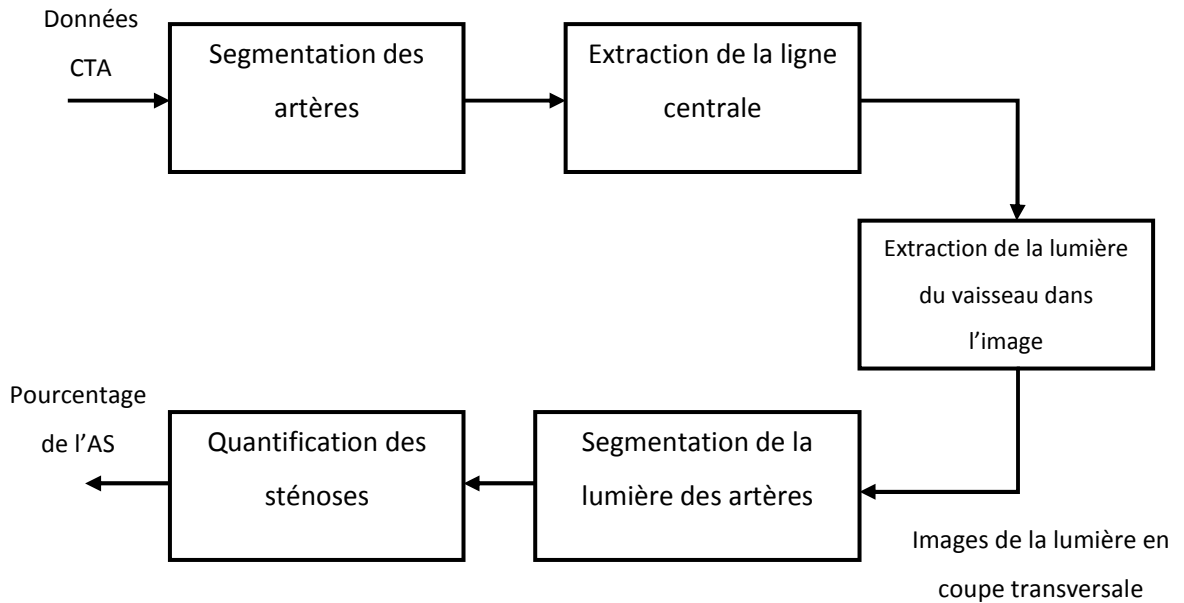 Données
CTA
Segmentation des
artères
Extraction de la ligne
centrale
Extraction de la lumière
du vaisseau dans
l’image
Images de la lumière en
coupe transversale
Segmentation de la
lumière des artères
Quantification des
sténoses
Pourcentage
de l’AS